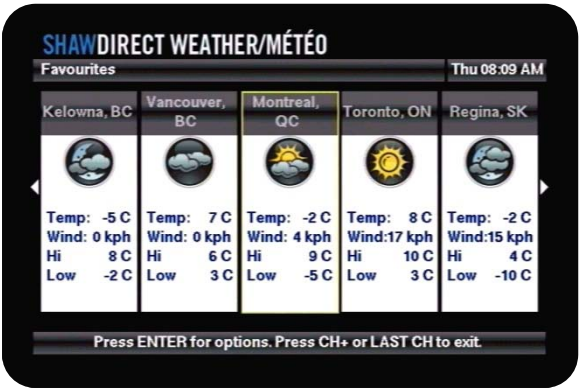 SHAWDIRECT WEATHER/MÉTÉO
Favourites Thu 08:09 AM
Kelowna, BC
Temp: -5 C
Wind: 0 kph
Hi 8 C
Low -2 C
Vancouver,
BC
Temp: 7 C
Wind: 0 kph
Hi 6 C
Low 3 C
Montreal,
QC
Temp: -2 C
Wind: 4 kph
Hi 9 C
Low -5 C
Toronto, ON
Temp: 8 C
Wind:17 kph
Hi 10 C
Low 3 C
Regina, SK
Temp: -2 C
Wind:15 kph
Hi 4 C
Low -10 C
Press ENTER for options. Press CH+ or LAST CH to exit.